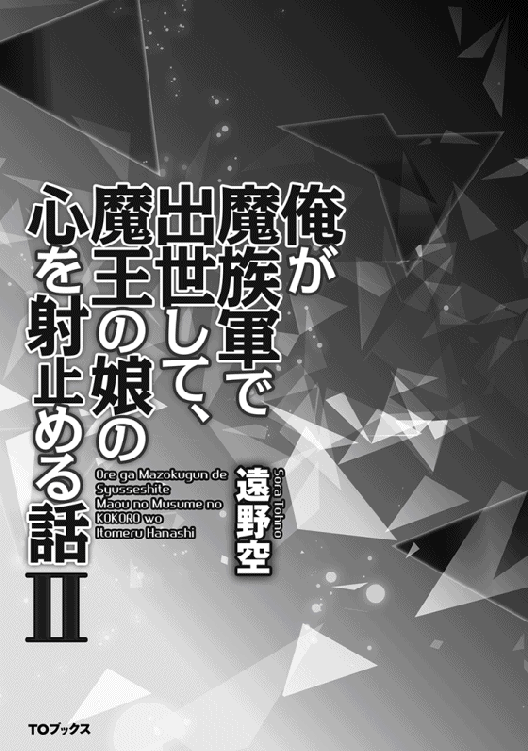 俺が
魔族軍で
出世して、
魔王の娘の
心を射止める話
II
Ore ga Mazokugun de
Syusseshite
Maou no Musume no
KOKORO wo
Itomeru Hanashi
遠野空
Sora Tohno
TOブックス